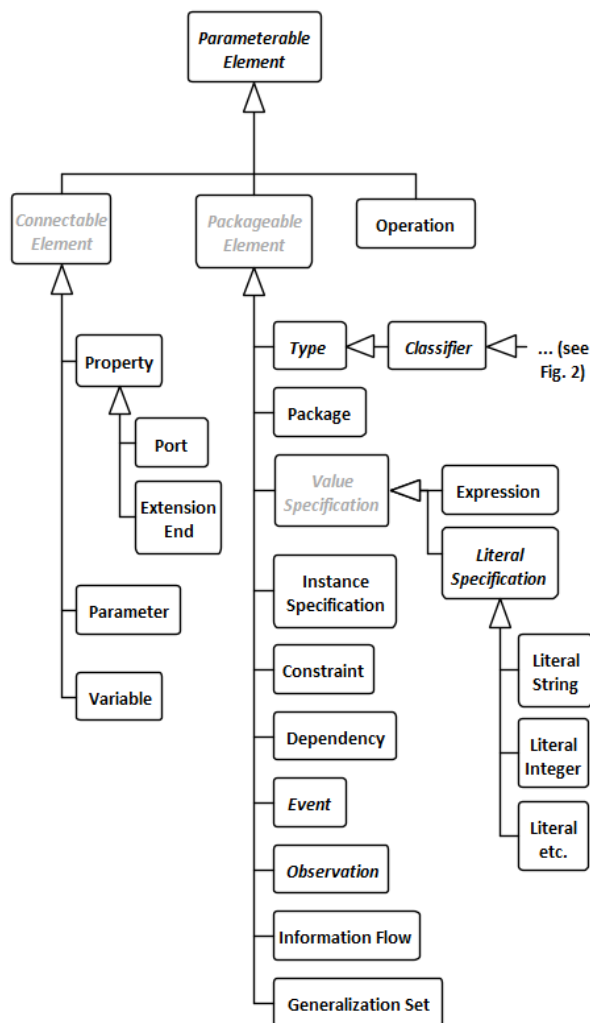 Parameterable
Element
Connectable
Element
Packageable
Element
Operation
Property
Port
Extension
End
Parameter
Variable
Type
Classifier
... (see
Fig. 2)
Package
Value
Specification
Expression
Literal
Specification
Instance
Specification
Literal
String
Constraint
Dependency
Literal
Integer
Event
Literal
etc.
Observation
Information Flow
Generalization Set